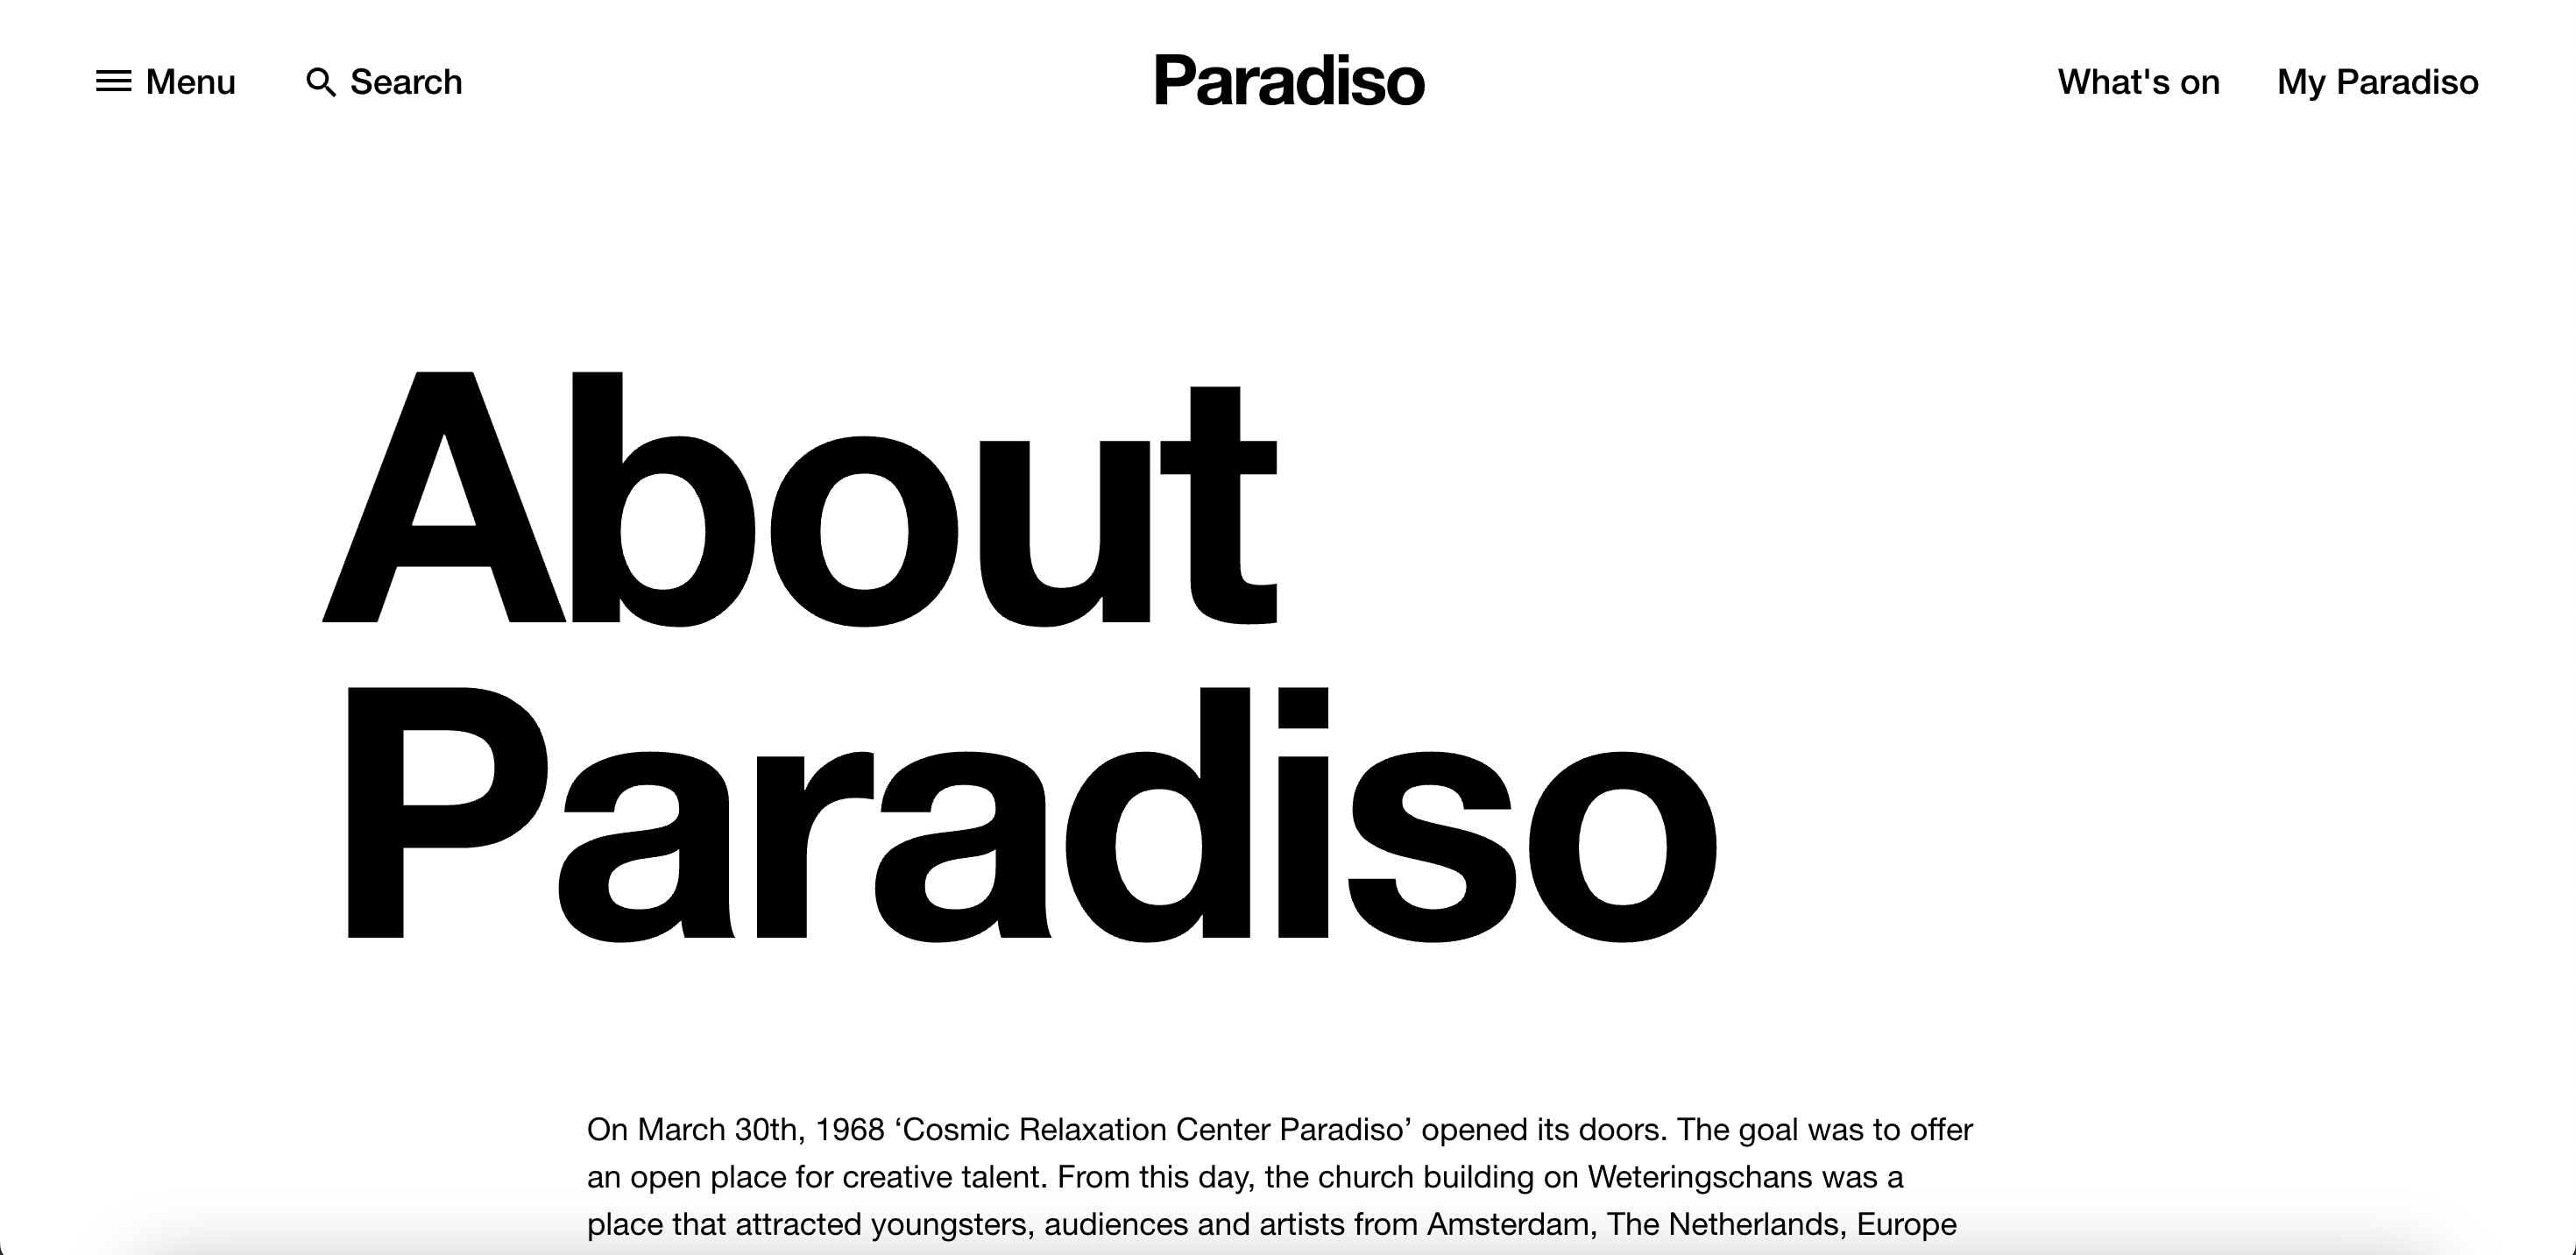 Menu
Search
Paradiso
What's on
My Paradiso
About
Paradiso
On March 30th, 1968 ‘Cosmic Relaxation Center Paradiso’ opened its doors. The goal was to offer
an open place for creative talent. From this day, the church building on Weteringschans was a
place that attracted youngsters, audiences and artists from Amsterdam, The Netherlands, Europe